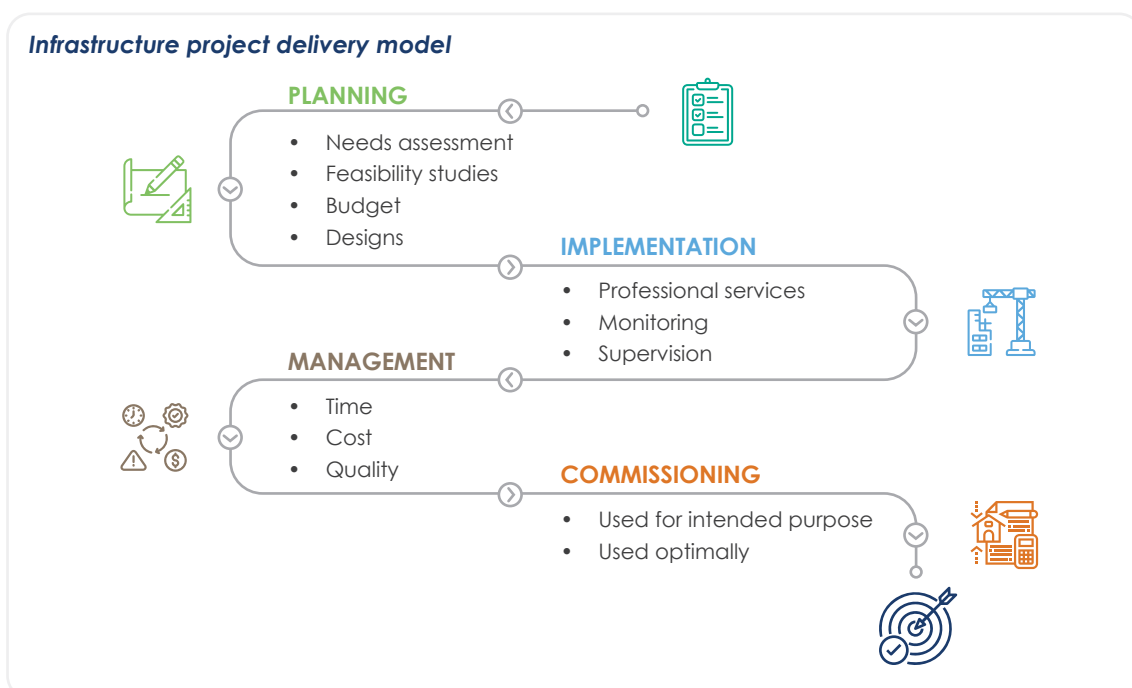 Infrastructure project delivery model
PLANNING
• Needs assessment
• Feasibility studies
• Budget
• Designs
IMPLEMENTATION
• Professional services
• Monitoring
• Supervision
MANAGEMENT
• Time
• Cost
• Quality
COMMISSIONING
• Used for intended purpose
• Used optimally